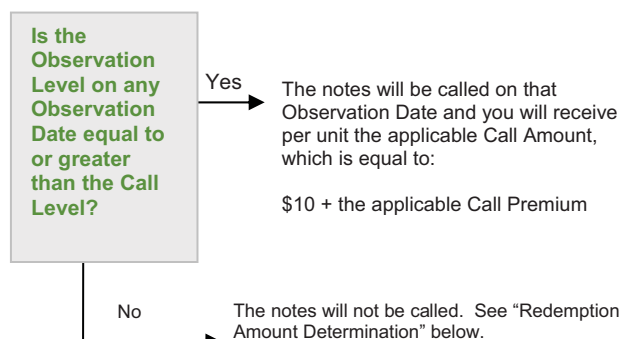 Is the
Observation
Level on any
Observation
Date equal to
or greater
than the Call
Level?
Yes
The notes will be called on that
Observation Date and you will receive
per unit the applicable Call Amount,
which is equal to:
$10 + the applicable Call Premium
No
The notes will not be called.  See “Redemption
Amount Determination” below.